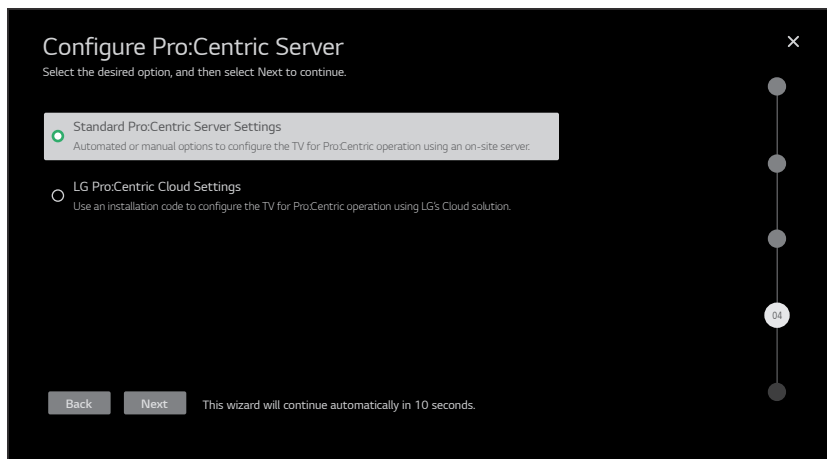 Configure Pro:Centric Server
Select the desired option, and then select Next to continue.
Standard Pro:Centric Server Settings
Automated or manual options to configure the TV for Pro:Centric operation using an on-site server.
LG Pro:Centric Cloud Settings
Use an installation code to configure the TV for Pro:Centric operation using LG's Cloud solution.
04
Back Next This wizard will continue automatically in 10 seconds.